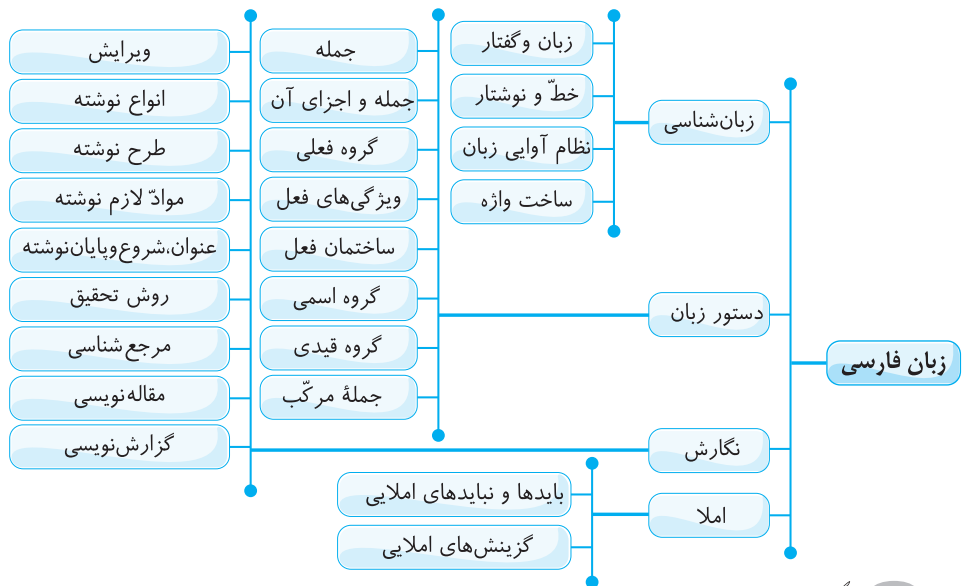 زبان فارسی
زبان‌شناسی
زبان وگفتار
خطّ و نوشتار
نظام آوایی زبان
ساخت واژه
دستور زبان
جمله
جمله و اجزای آن
گروه فعلی
ویژگی‌های فعل
ساختمان فعل
گروه اسمی
گروه قیدی
جملهٔ مرکّب
نگارش
ویرایش
انواع نوشته
طرح نوشته
موادّ لازم نوشته
عنوان،شروع‌وپایان‌نوشته
روش تحقیق
مرجع‌شناسی
مقاله‌نویسی
گزارش‌نویسی
املا
بایدها و نبایدهای املایی
گزینش‌های املایی